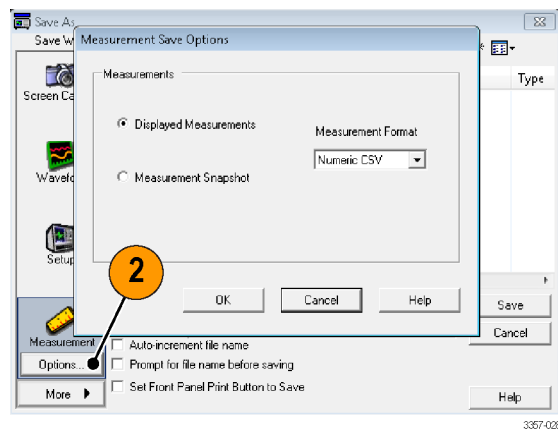 Save As
Save W
Measurement Save Options
Measurements
Type
Screen Ca
Displayed Measurements
Measurement Format
Numeric CSV
Wavefo
Measurement Snapshot
Setup
2
OK
Cancel
Help
Save
Cancel
Measurement
Auto-increment file name
Options...
Prompt for file name before saving
More
Set Front Panel Print Button to Save
Help
3357-02